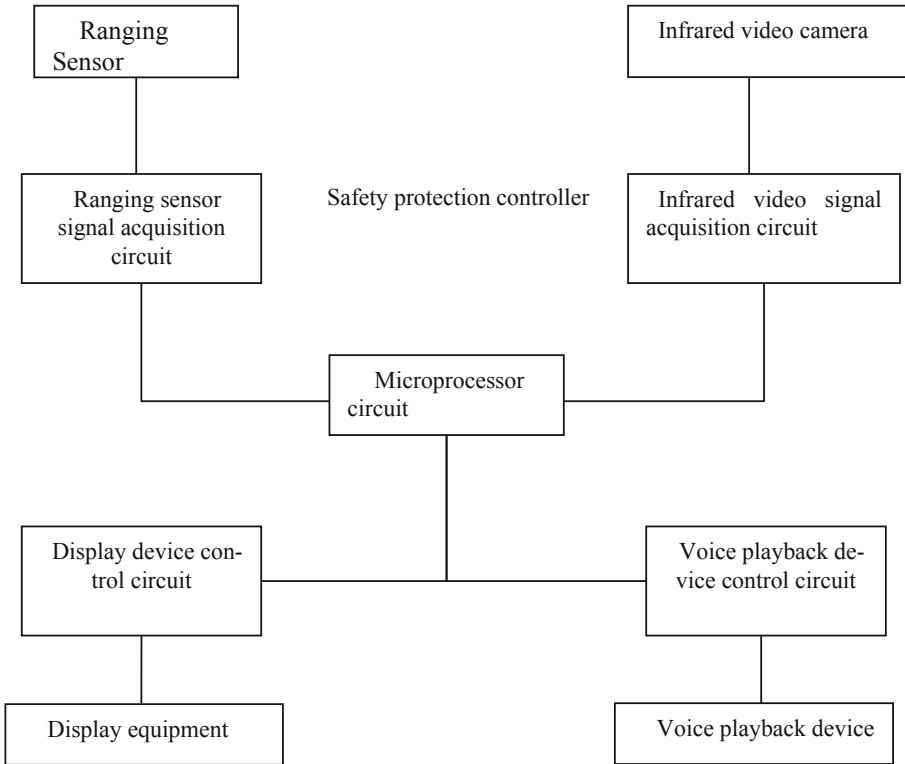 Ranging
Sensor
Infrared video camera
Ranging sensor
signal acquisition
circuit
Safety protection controller
Infrared video signal
acquisition circuit
Microprocessor
circuit
Display device con-
trol circuit
Voice playback de-
vice control circuit
Display equipment
Voice playback device